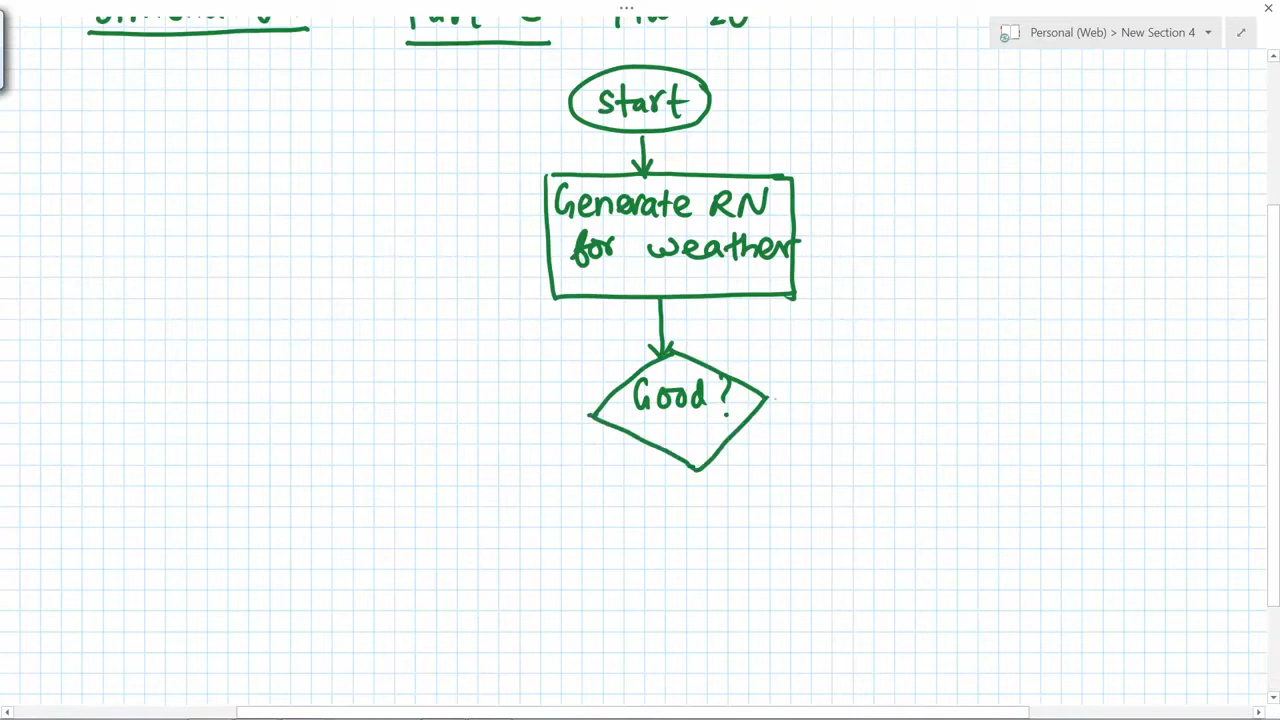 Personal (Web) > New Section 4
start
Generate RN
for weather
Good?